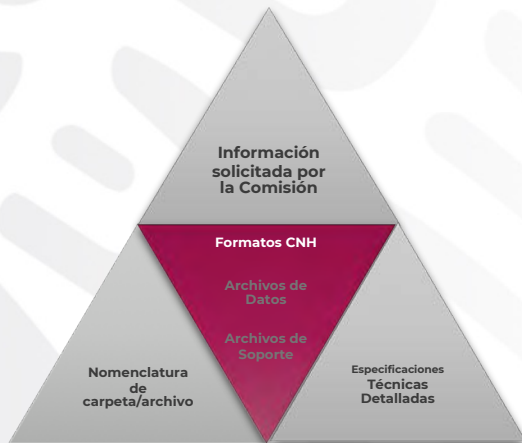 Información
solicitada por
la Comisión
Formatos CNH
Archivos de
Datos
Archivos de
Soporte
Nomenclatura
de
carpeta/archivo
Especificaciones
Técnicas
Detalladas